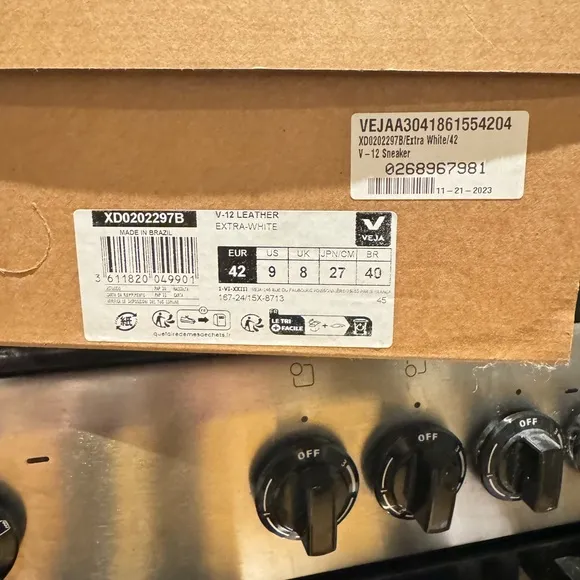 VEJAA3041861554204
XD0202297B/Extra White/42
V-12 Sneaker
0268967981
11-21-2023
XD0202297B
MADE IN BRAZIL
3 611820 049901
V-12 LEATHER
EXTRA-WHITE
VEJA
EUR US UK JPN/CM BR
42 9 8 27 40
167-24/15X-8713
45
紙
LE TRI
+ FACILE
quefairedemesdechets.fr
OFF
OFF
OFF